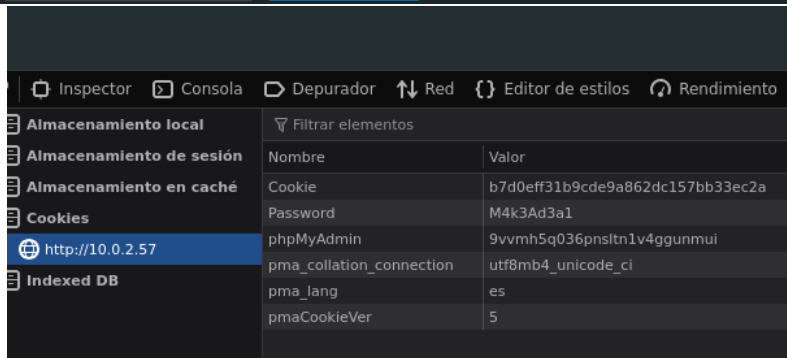 Inspector Consola Depurador Red {} Editor de estilos Rendimiento
Almacenamiento local
Almacenamiento de sesión
Almacenamiento en caché
Cookies
http://10.0.2.57
Indexed DB
Filtrar elementos
Nombre Valor
Cookie b7d0eff31b9cde9a862dc157bb33ec2a
Password M4k3Ad3a1
phpMyAdmin 9vvmh5q036pnsltn1v4ggunmui
pma_collation_connection utf8mb4_unicode_ci
pma_lang es
pmaCookieVer 5